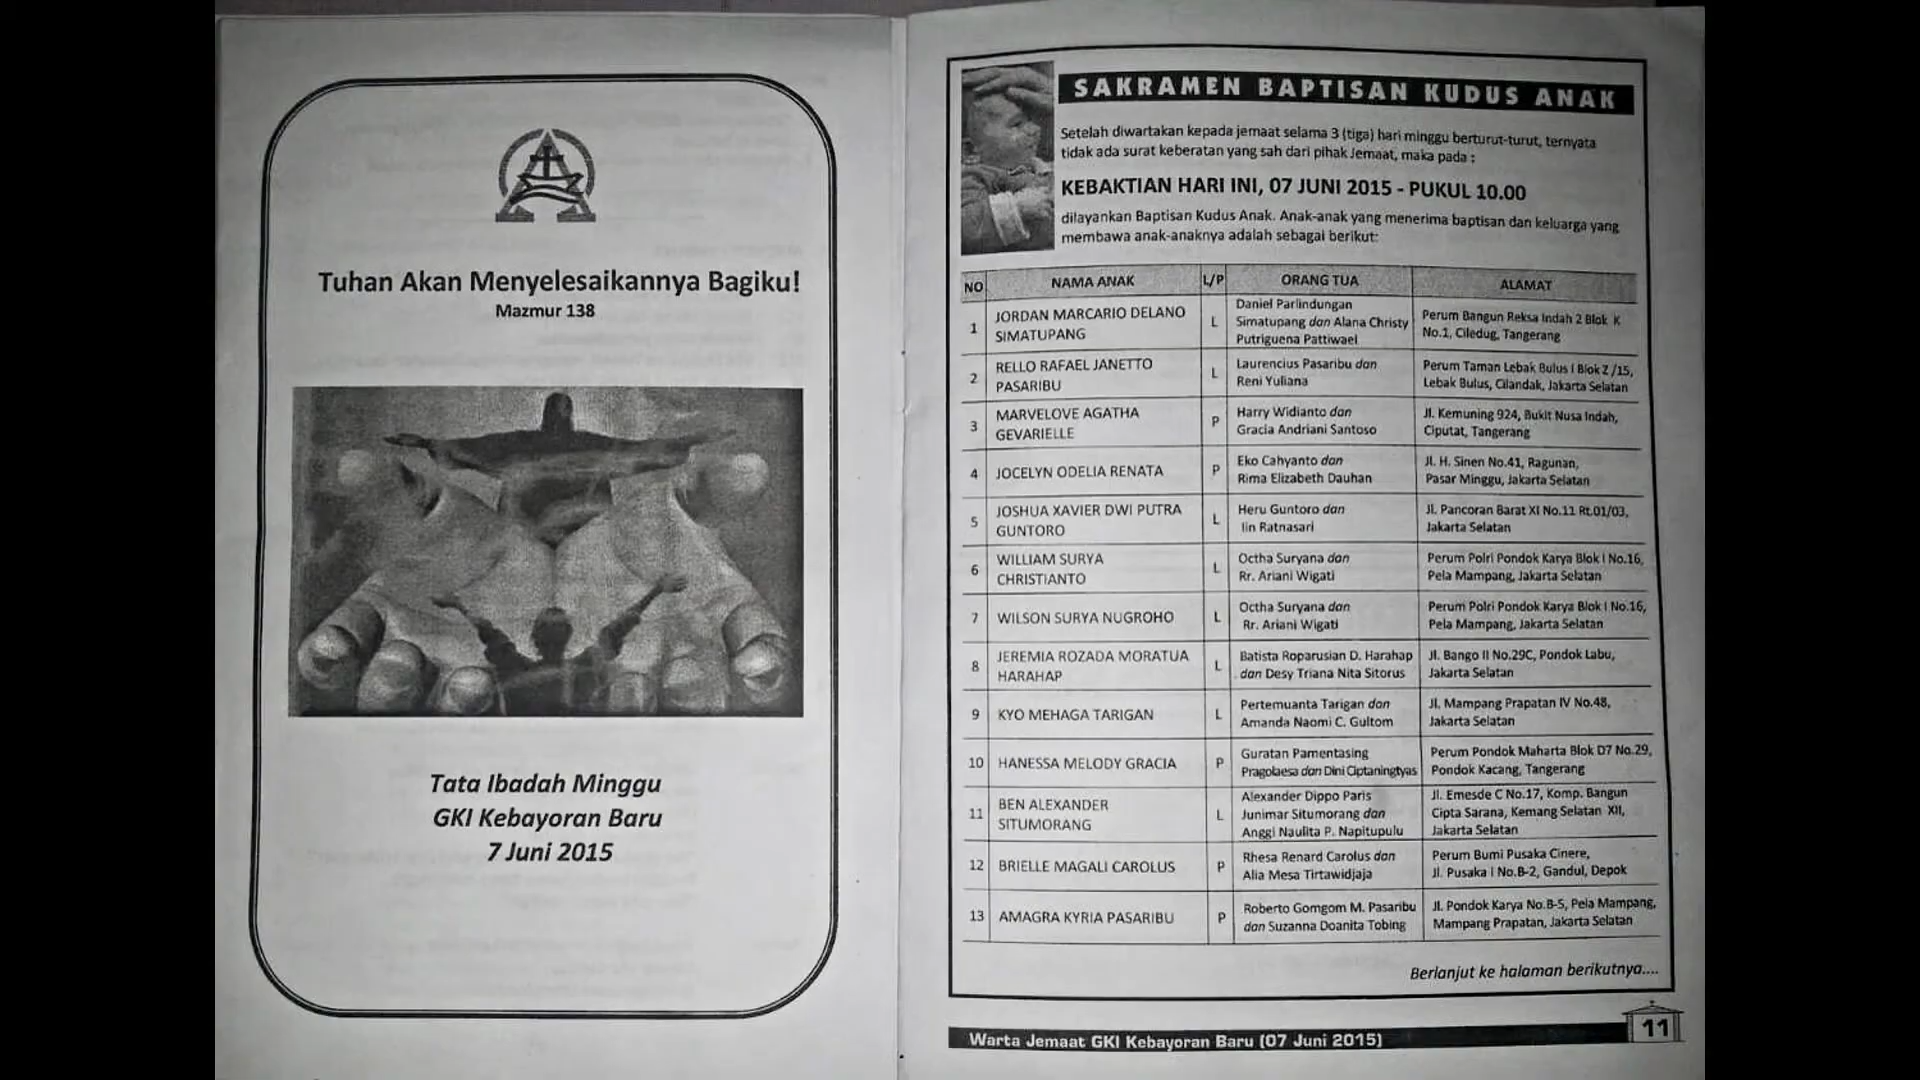 Tuhan Akan Menyelesaikannya Bagiku!
Mazmur 138
Tata Ibadah Minggu
GKI Kebayoran Baru
7 Juni 2015
SAKRAMEN BAPTISAN KUDUS ANAK
Setelah diwartakan kepada jemaat selama 3 (tiga) hari minggu berturut-turut, ternyata
tidak ada surat keberatan yang sah dari pihak Jemaat, maka pada :
KEBAKTIAN HARI INI, 07 JUNI 2015 - PUKUL 10.00
dilayankan Baptisan Kudus Anak. Anak-anak yang menerima baptisan dan keluarga yang
membawa anak-anaknya adalah sebagai berikut:
NO NAMA ANAK L/P ORANG TUA ALAMAT
1 JORDAN MARCARIO DELANO SIMATUPANG L Daniel Parlindungan Simatupang dan Alana Christy Putriguena Pattiwael Perum Bangun Reksa Indah 2 Blok K No.1, Ciledug, Tangerang
2 RELLO RAFAEL JANETTO PASARIBU L Laurencius Pasaribu dan Reni Yuliana Perum Taman Lebak Bulus I Blok Z /15, Lebak Bulus, Cilandak, Jakarta Selatan
3 MARVELOVE AGATHA GEVARIELLE P Harry Widianto dan Gracia Andriani Santoso Jl. Kemuning 924, Bukit Nusa Indah, Ciputat, Tangerang
4 JOCELYN ODELIA RENATA P Eko Cahyanto dan Rima Elizabeth Dauhan Jl. H. Sinen No.41, Ragunan, Pasar Minggu, Jakarta Selatan
5 JOSHUA XAVIER DWI PUTRA GUNTORO L Heru Guntoro dan Iin Ratnasari Jl. Pancoran Barat XI No.11 Rt.01/03, Jakarta Selatan
6 WILLIAM SURYA CHRISTIANTO L Octha Suryana dan Rr. Ariani Wigati Perum Polri Pondok Karya Blok I No.16, Pela Mampang, Jakarta Selatan
7 WILSON SURYA NUGROHO L Octha Suryana dan Rr. Ariani Wigati Perum Polri Pondok Karya Blok I No.16, Pela Mampang, Jakarta Selatan
8 JEREMIA ROZADA MORATUA HARAHAP L Batista Roparusian D. Harahap dan Desy Triana Nita Sitorus Jl. Bango II No.29C, Pondok Labu, Jakarta Selatan
9 KYO MEHAGA TARIGAN L Pertemuanta Tarigan dan Amanda Naomi C. Gultom Jl. Mampang Prapatan IV No.48, Jakarta Selatan
10 HANESSA MELODY GRACIA P Guratan Pamentasing Pragolaesa dan Dini Ciptaningtyas Perum Pondok Maharta Blok D7 No.29, Pondok Kacang, Tangerang
11 BEN ALEXANDER SITUMORANG L Alexander Dippo Paris Junimar Situmorang dan Anggi Naulita P. Napitupulu Jl. Emesde C No.17, Komp. Bangun Cipta Sarana, Kemang Selatan XII, Jakarta Selatan
12 BRIELLE MAGALI CAROLUS P Rhesa Renard Carolus dan Alia Mesa Tirtawidjaja Perum Bumi Pusaka Cinere, Jl. Pusaka I No.B-2, Gandul, Depok
13 AMAGRA KYRIA PASARIBU P Roberto Gomgom M. Pasaribu dan Suzanna Doanita Tobing Jl. Pondok Karya No.B-5, Pela Mampang, Mampang Prapatan, Jakarta Selatan
Berlanjut ke halaman berikutnya....
Warta Jemaat GKI Kebayoran Baru (07 Juni 2015)
11